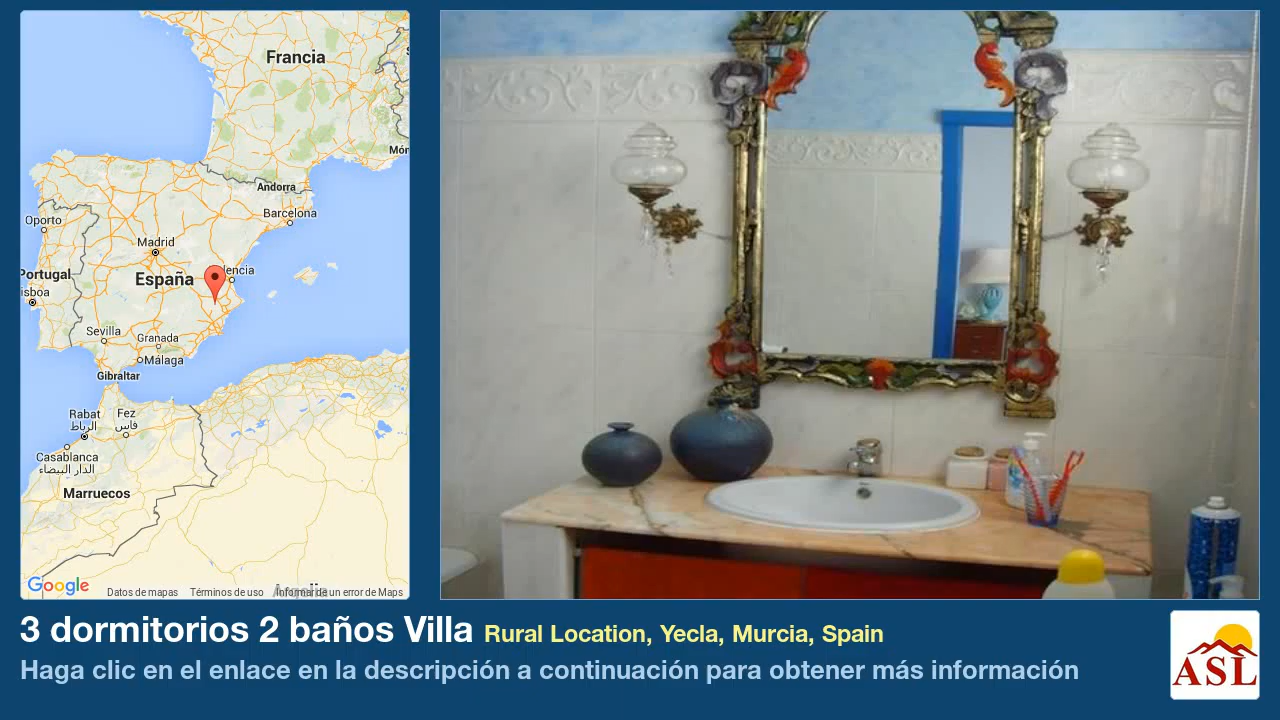 Francia
Món
Andorra
Barcelona
Oporto
Madrid
España
encia
Portugal
isboa
Sevilla
Granada
Málaga
Gibraltar
Rabat
الرباط
Fez
فاس
Casablanca
الدار البيضاء
Marruecos
Google
Datos de mapas
Términos de uso
Informar de un error de Maps
3 dormitorios 2 baños Villa Rural Location, Yecla, Murcia, Spain
Haga clic en el enlace en la descripción a continuación para obtener más información
ASL